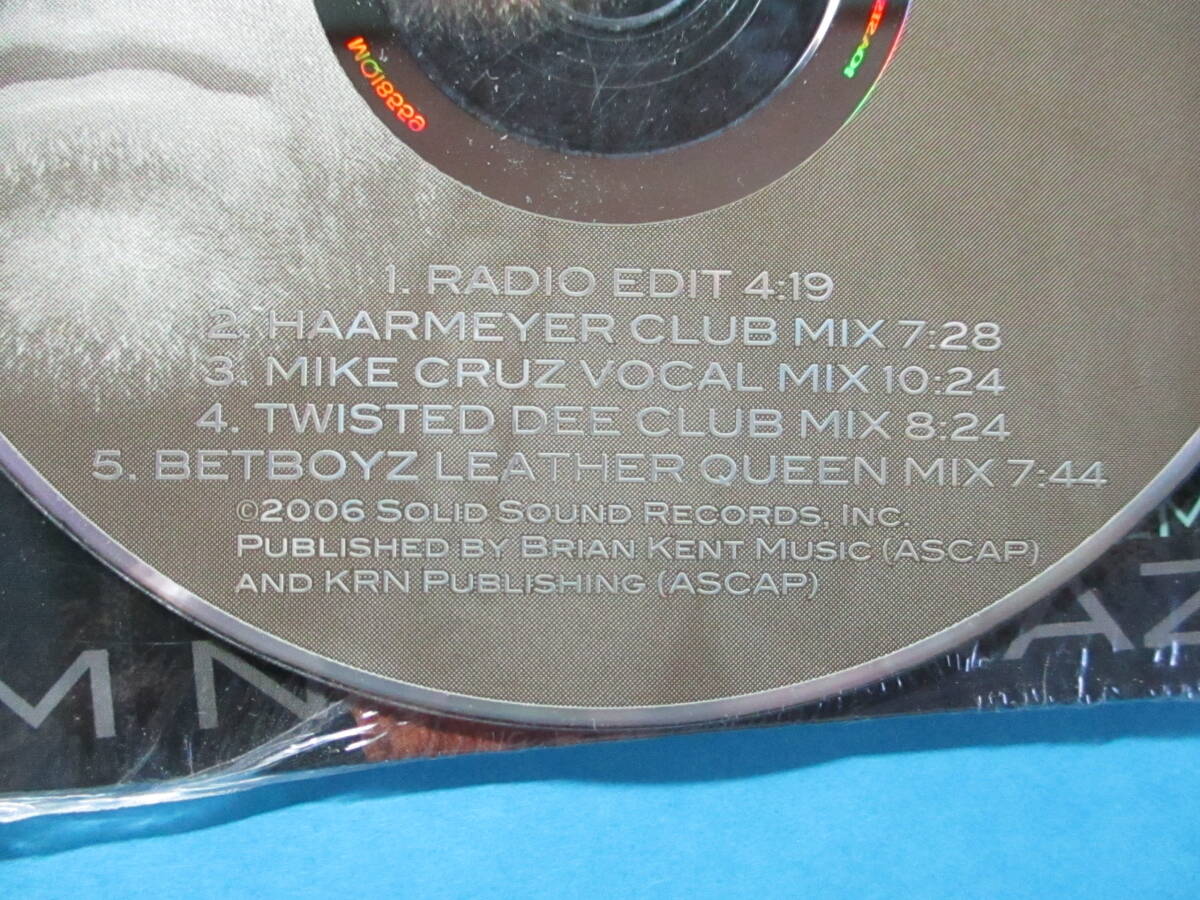 1. RADIO EDIT 4:19
2. HAARMEYER CLUB MIX 7:28
3. MIKE CRUZ VOCAL MIX 10:24
4. TWISTED DEE CLUB MIX 8:24
5. BETBOYZ LEATHER QUEEN MIX 7:44
©2006 SOLID SOUND RECORDS, INC.
PUBLISHED BY BRIAN KENT MUSIC (ASCAP)
AND KRN PUBLISHING (ASCAP)